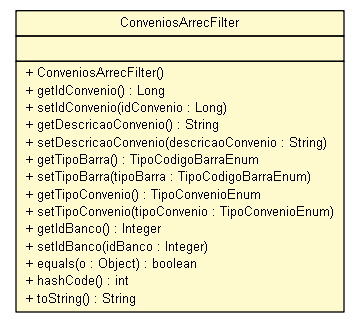 ConveniosArrecFilter
+ ConveniosArrecFilter()
+ getIdConvenio() : Long
+ setIdConvenio(idConvenio : Long)
+ getDescricaoConvenio() : String
+ setDescricaoConvenio(descricaoConvenio : String)
+ getTipoBarra() : TipoCodigoBarraEnum
+ setTipoBarra(tipoBarra : TipoCodigoBarraEnum)
+ getTipoConvenio() : TipoConvenioEnum
+ setTipoConvenio(tipoConvenio : TipoConvenioEnum)
+ getIdBanco() : Integer
+ setIdBanco(idBanco : Integer)
+ equals(o : Object) : boolean
+ hashCode() : int
+ toString() : String